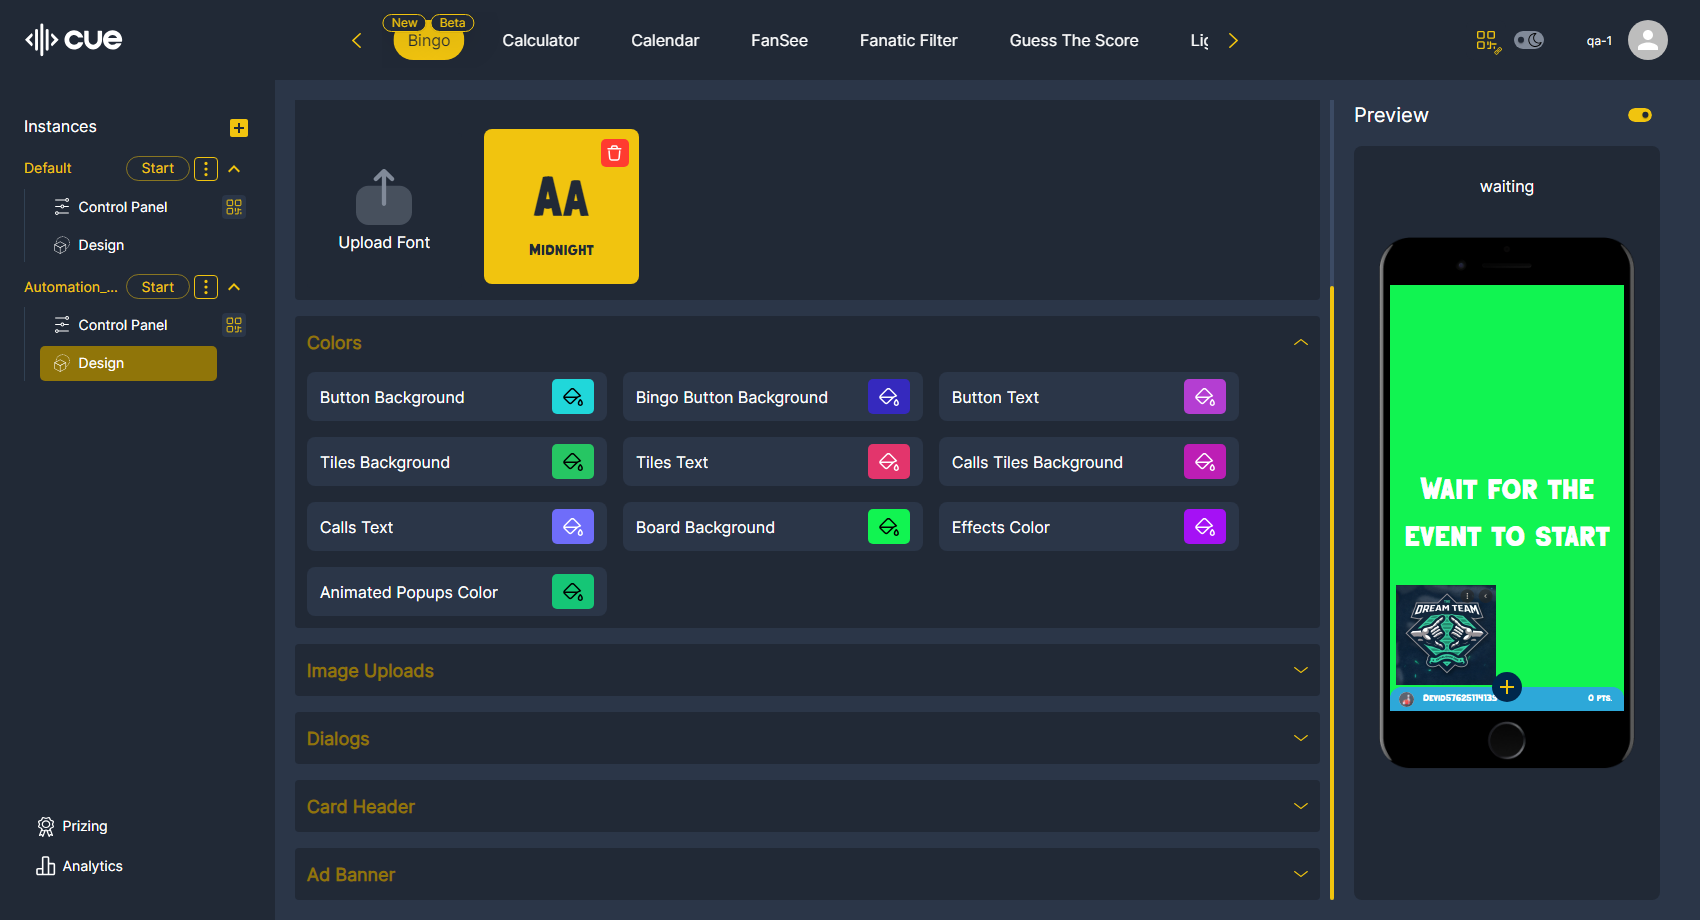 cue
New
Beta
Bingo
Calculator
Calendar
FanSee
Fanatic Filter
Guess The Score
qa-1
Instances
Default
Start
Control Panel
Design
Automation_...
Start
Control Panel
Design
Prizing
Analytics
Upload Font
AA
MIDNIGHT
Colors
Button Background
Bingo Button Background
Button Text
Tiles Background
Tiles Text
Calls Tiles Background
Calls Text
Board Background
Effects Color
Animated Popups Color
Image Uploads
Dialogs
Card Header
Ad Banner
Preview
waiting
WAIT FOR THE
EVENT TO START
THE
DREAM TEAM
0 PTS.